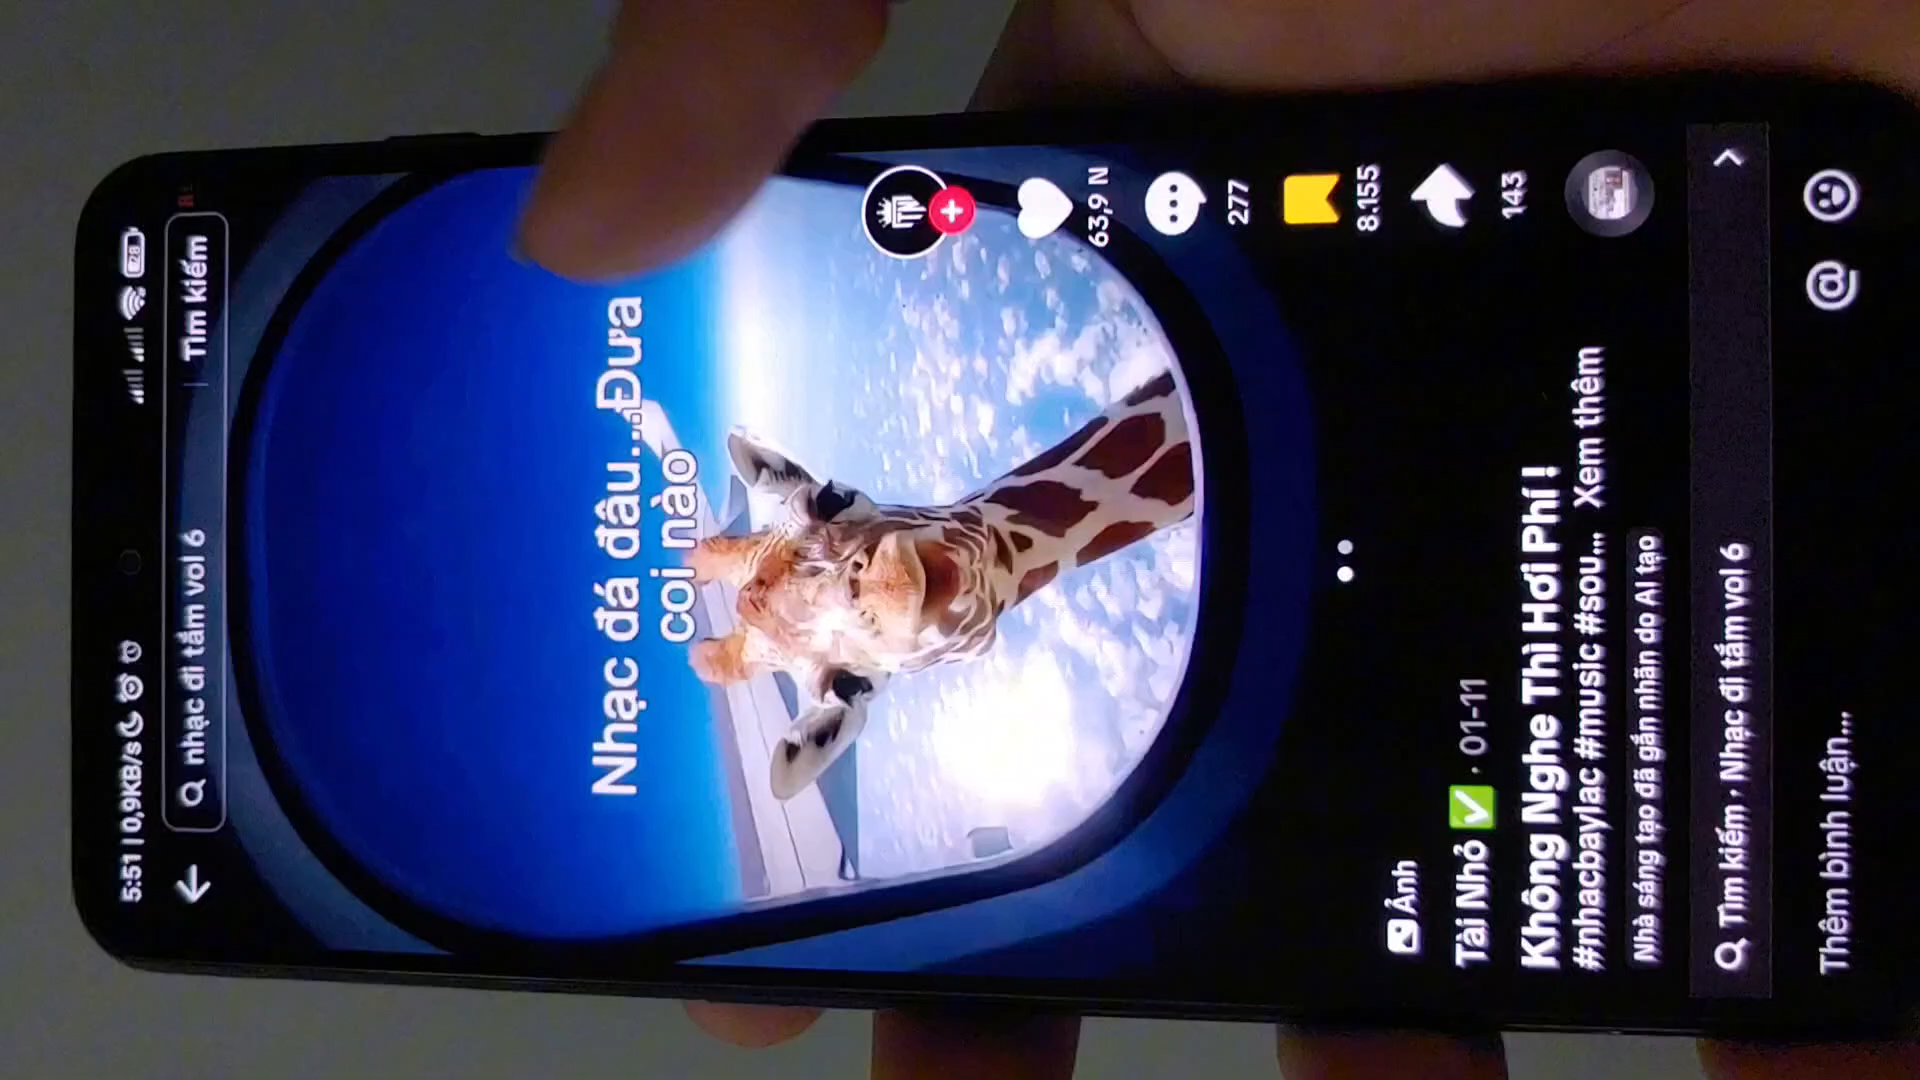 5:51 | 0,9KB/s
28
nhạc đi tắm vol 6
Tìm kiếm
Nhạc đá đâu...Đưa
coi nào
63,9 N
277
8.155
143
Ảnh
Tài Nhỏ ✅ · 01-11
Không Nghe Thì Hơi Phí !
#nhacbaylac #music #sou... Xem thêm
Nhà sáng tạo đã gắn nhãn do AI tạo
Tìm kiếm · Nhạc đi tắm vol 6
Thêm bình luận...
@